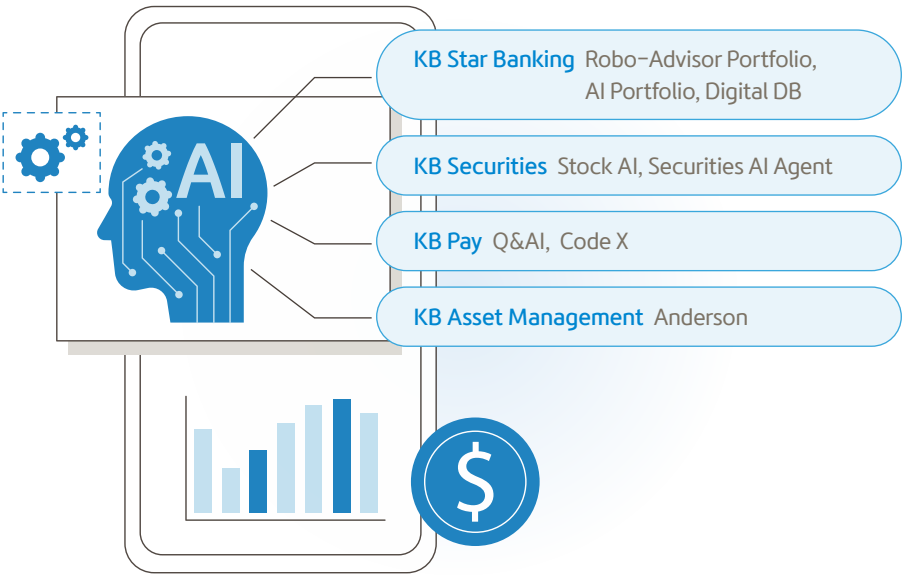 AI
KB Star Banking Robo-Advisor Portfolio,
AI Portfolio, Digital DB
KB Securities Stock AI, Securities AI Agent
KB Pay Q&AI, Code X
KB Asset Management Anderson
$